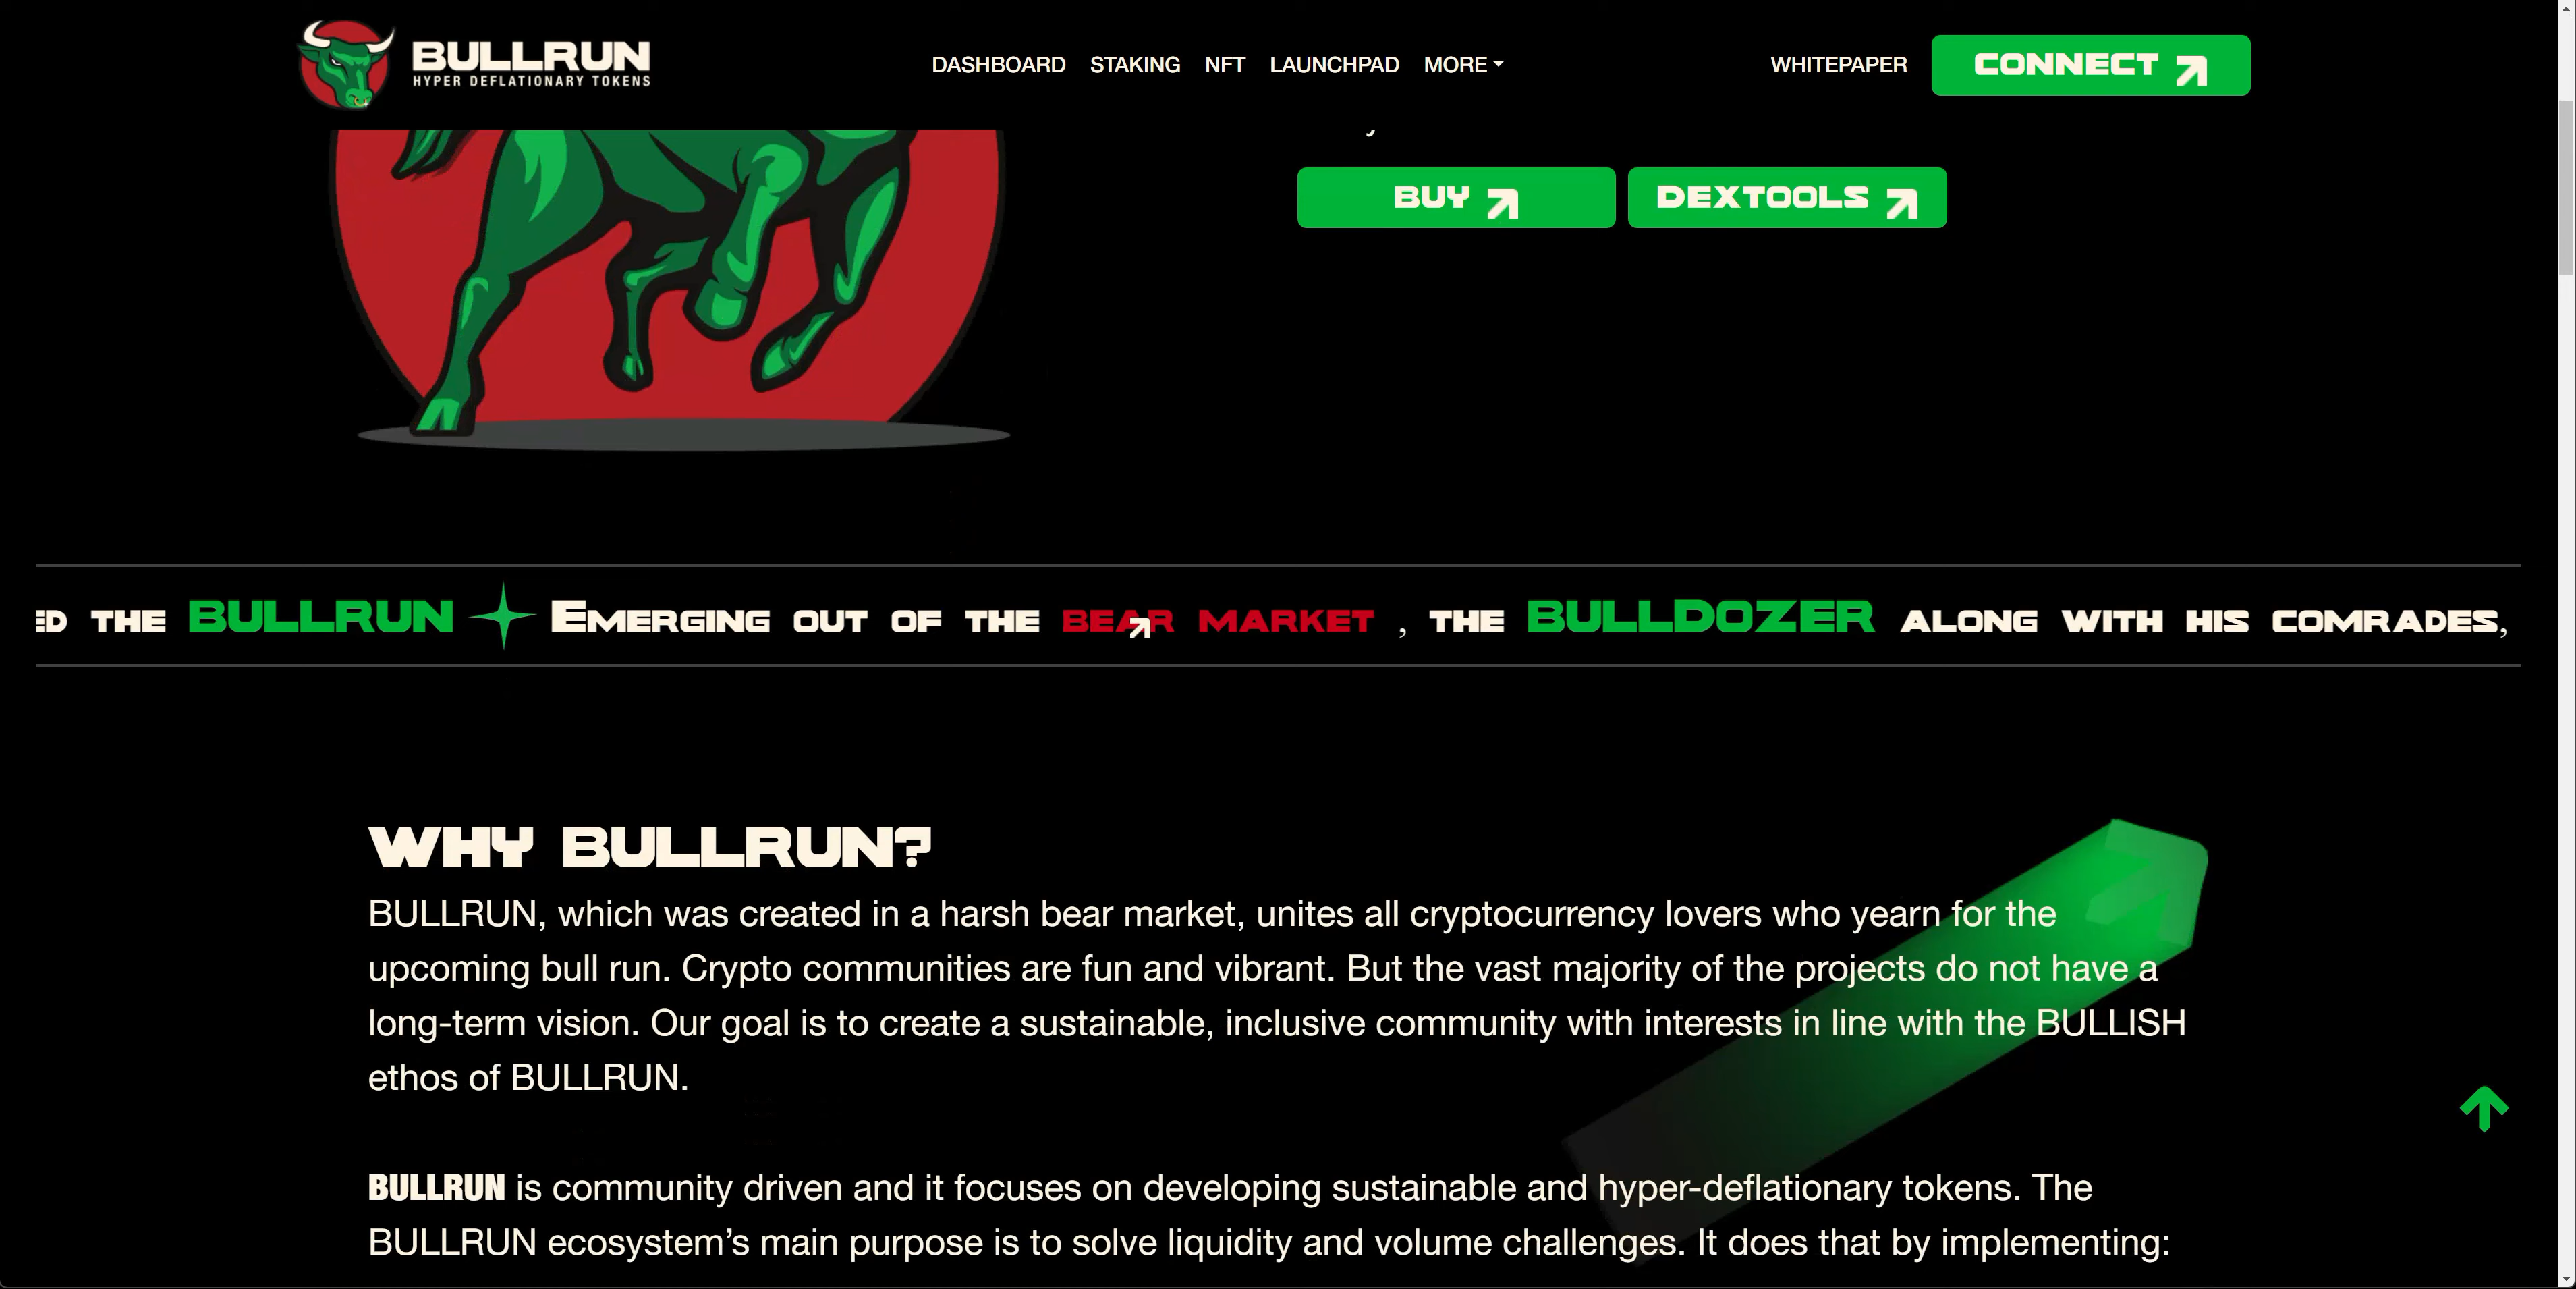 BULLRUN
HYPER DEFLATIONARY TOKENS
DASHBOARD STAKING NFT LAUNCHPAD MORE
WHITEPAPER CONNECT
BUY DEXTOOLS
THE BULLRUN EMERGING OUT OF THE BEAR MARKET , THE BULLDOZER ALONG WITH HIS COMRADES,
WHY BULLRUN?
BULLRUN, which was created in a harsh bear market, unites all cryptocurrency lovers who yearn for the
upcoming bull run. Crypto communities are fun and vibrant. But the vast majority of the projects do not have a
long-term vision. Our goal is to create a sustainable, inclusive community with interests in line with the BULLISH
ethos of BULLRUN.
BULLRUN is community driven and it focuses on developing sustainable and hyper-deflationary tokens. The
BULLRUN ecosystem’s main purpose is to solve liquidity and volume challenges. It does that by implementing: